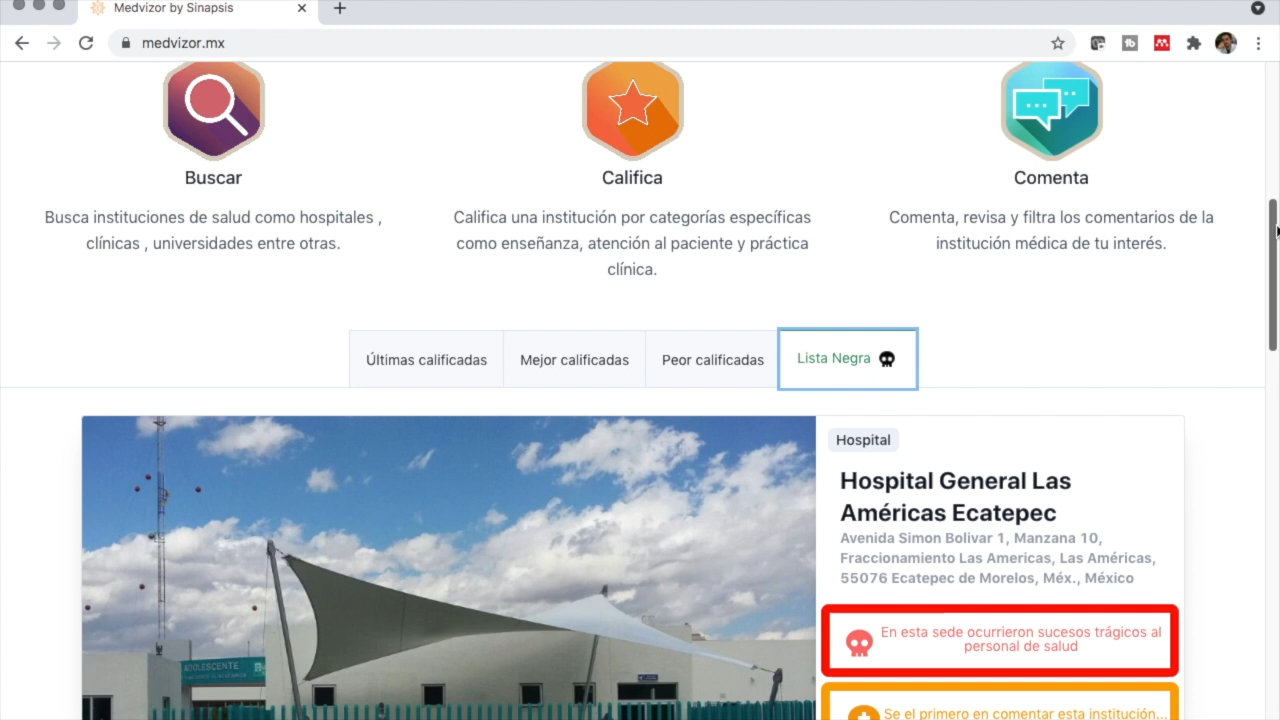 Medvizor by Sinapsis
medvizor.mx
Buscar
Busca instituciones de salud como hospitales ,
clínicas , universidades entre otras.
Califica
Califica una institución por categorías específicas
como enseñanza, atención al paciente y práctica
clínica.
Comenta
Comenta, revisa y filtra los comentarios de la
institución médica de tu interés.
Últimas calificadas
Mejor calificadas
Peor calificadas
Lista Negra
Hospital
Hospital General Las
Américas Ecatepec
Avenida Simon Bolivar 1, Manzana 10,
Fraccionamiento Las Americas, Las Américas,
55076 Ecatepec de Morelos, Méx., México
En esta sede ocurrieron sucesos trágicos al
personal de salud
Se el primero en comentar esta institución...
ADOLESCENTE